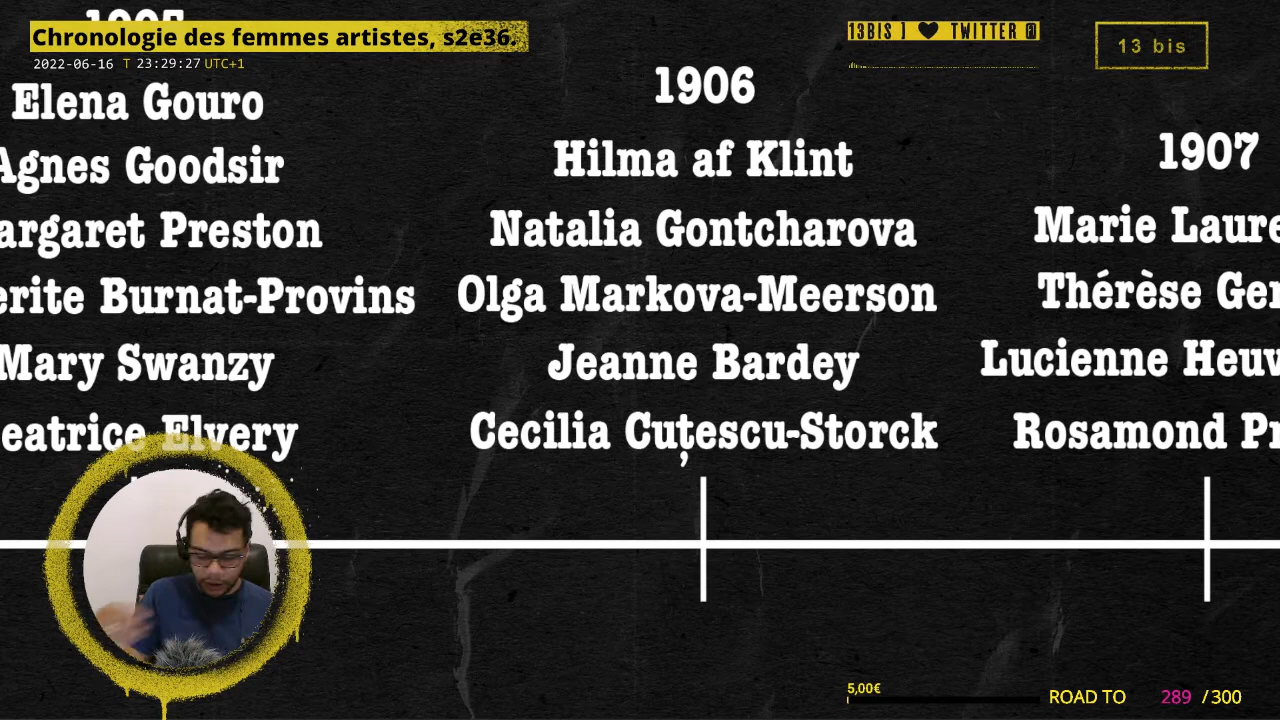 Chronologie des femmes artistes, s2e36.
2022-06-16 T 23:29:27 UTC+1
13BIS ] TWITTER
13 bis
Elena Gouro
Agnes Goodsir
argaret Preston
erite Burnat-Provins
Mary Swanzy
eatrice Elvery
1906
Hilma af Klint
Natalia Gontcharova
Olga Markova-Meerson
Jeanne Bardey
Cecilia Cuțescu-Storck
1907
Marie Laure
Thérèse Ger
Lucienne Heuv
Rosamond Pr
5,00€
ROAD TO 289 / 300